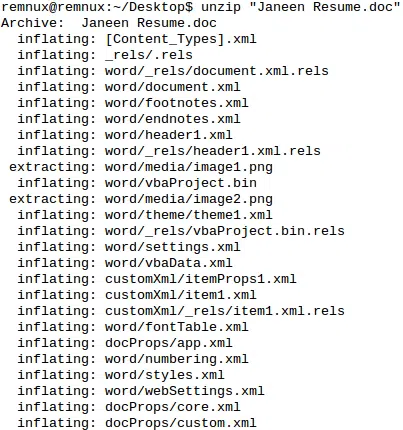 remnux@remnux:~/Desktop$ unzip "Janeen Resume.doc"
Archive:  Janeen Resume.doc
  inflating: [Content_Types].xml
  inflating: _rels/.rels
  inflating: word/_rels/document.xml.rels
  inflating: word/document.xml
  inflating: word/footnotes.xml
  inflating: word/endnotes.xml
  inflating: word/header1.xml
  inflating: word/_rels/header1.xml.rels
 extracting: word/media/image1.png
  inflating: word/vbaProject.bin
 extracting: word/media/image2.png
  inflating: word/theme/theme1.xml
  inflating: word/_rels/vbaProject.bin.rels
  inflating: word/settings.xml
  inflating: word/vbaData.xml
  inflating: customXml/itemProps1.xml
  inflating: customXml/item1.xml
  inflating: customXml/_rels/item1.xml.rels
  inflating: word/fontTable.xml
  inflating: docProps/app.xml
  inflating: word/numbering.xml
  inflating: word/styles.xml
  inflating: word/webSettings.xml
  inflating: docProps/core.xml
  inflating: docProps/custom.xml